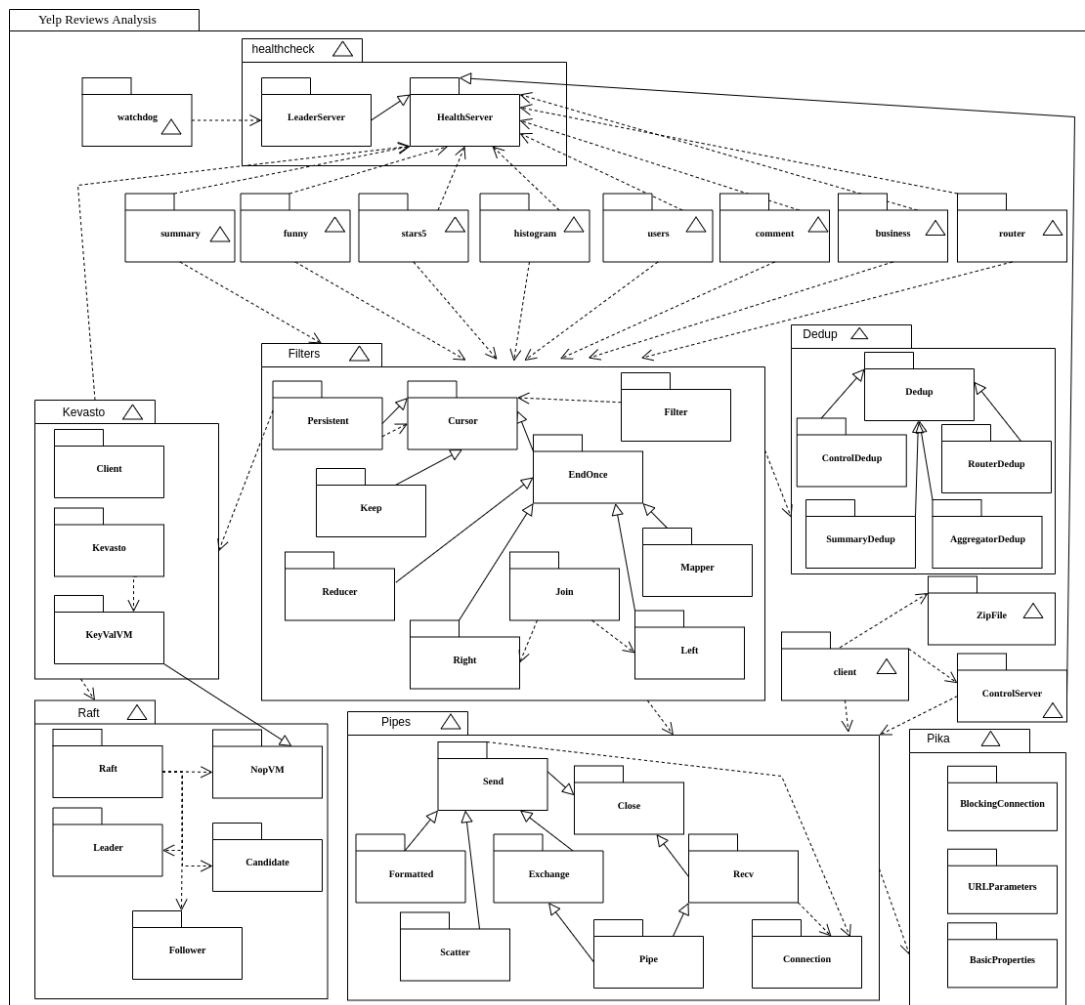 Yelp Reviews Analysis
healthcheck
watchdog
LeaderServer
HealthServer
summary
funny
stars5
histogram
users
comment
business
router
Filters
Dedup
Persistent
Cursor
Filter
Dedup
Kevasto
Client
Kevasto
KeyValVM
EndOnce
Keep
ControlDedup
RouterDedup
SummaryDedup
AggregatorDedup
Reducer
Join
Mapper
Right
Left
ZipFile
client
ControlServer
Raft
Raft
NopVM
Leader
Candidate
Follower
Pipes
Send
Close
Formatted
Exchange
Recv
Scatter
Pipe
Connection
Pika
BlockingConnection
URLParameters
BasicProperties